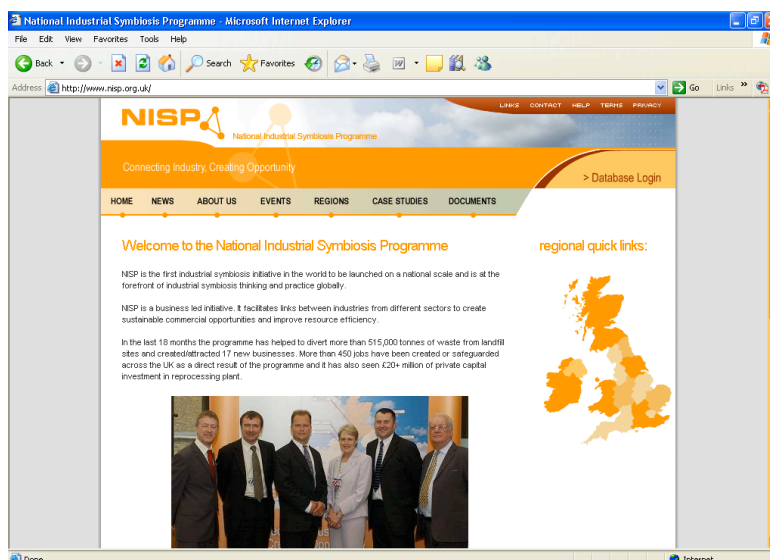 National Industrial Symbiosis Programme - Microsoft Internet Explorer
File Edit View Favorites Tools Help
Back Search Favorites
Address http://www.nisp.org.uk/ Go Links
LINKS CONTACT HELP TERMS PRIVACY
NISP
National Industrial Symbiosis Programme
Connecting Industry, Creating Opportunity
> Database Login
HOME NEWS ABOUT US EVENTS REGIONS CASE STUDIES DOCUMENTS
Welcome to the National Industrial Symbiosis Programme
regional quick links:
NISP is the first industrial symbiosis initiative in the world to be launched on a national scale and is at the
forefront of industrial symbiosis thinking and practice globally.
NISP is a business led initiative. It facilitates links between industries from different sectors to create
sustainable commercial opportunities and improve resource efficiency.
In the last 18 months the programme has helped to divert more than 515,000 tonnes of waste from landfill
sites and created/attracted 17 new businesses. More than 450 jobs have been created or safeguarded
across the UK as a direct result of the programme and it has also seen £20+ million of private capital
investment in reprocessing plant.
Done Internet